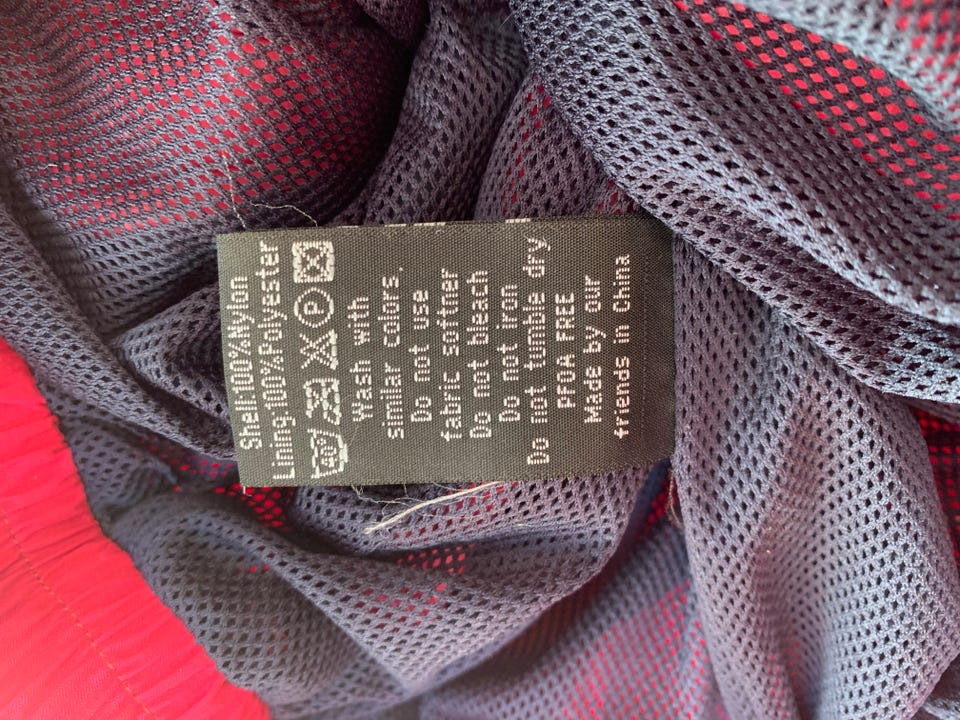 Shell:100%Nylon
Lining:100%Polyester
40 P
Wash with
similar colors.
Do not use
fabric softner
Do not bleach
Do not iron
Do not tumble dry
PFOA FREE
Made by our
friends in China